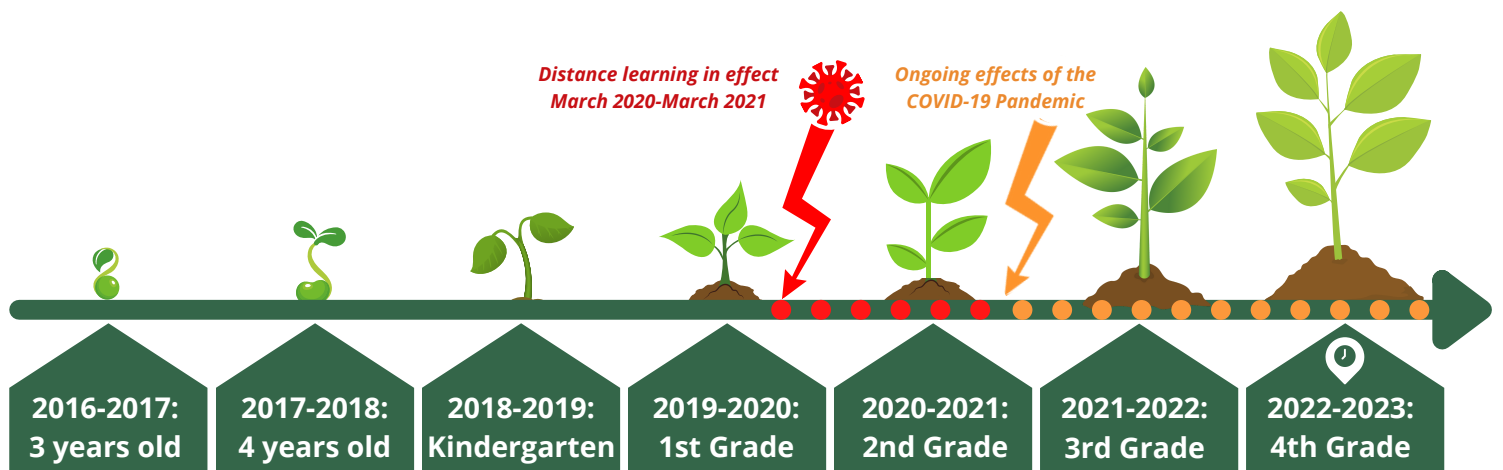 Distance learning in effect
March 2020-March 2021
Ongoing effects of the
COVID-19 Pandemic
2016-2017:
3 years old
2017-2018:
4 years old
2018-2019:
Kindergarten
2019-2020:
1st Grade
2020-2021:
2nd Grade
2021-2022:
3rd Grade
2022-2023:
4th Grade